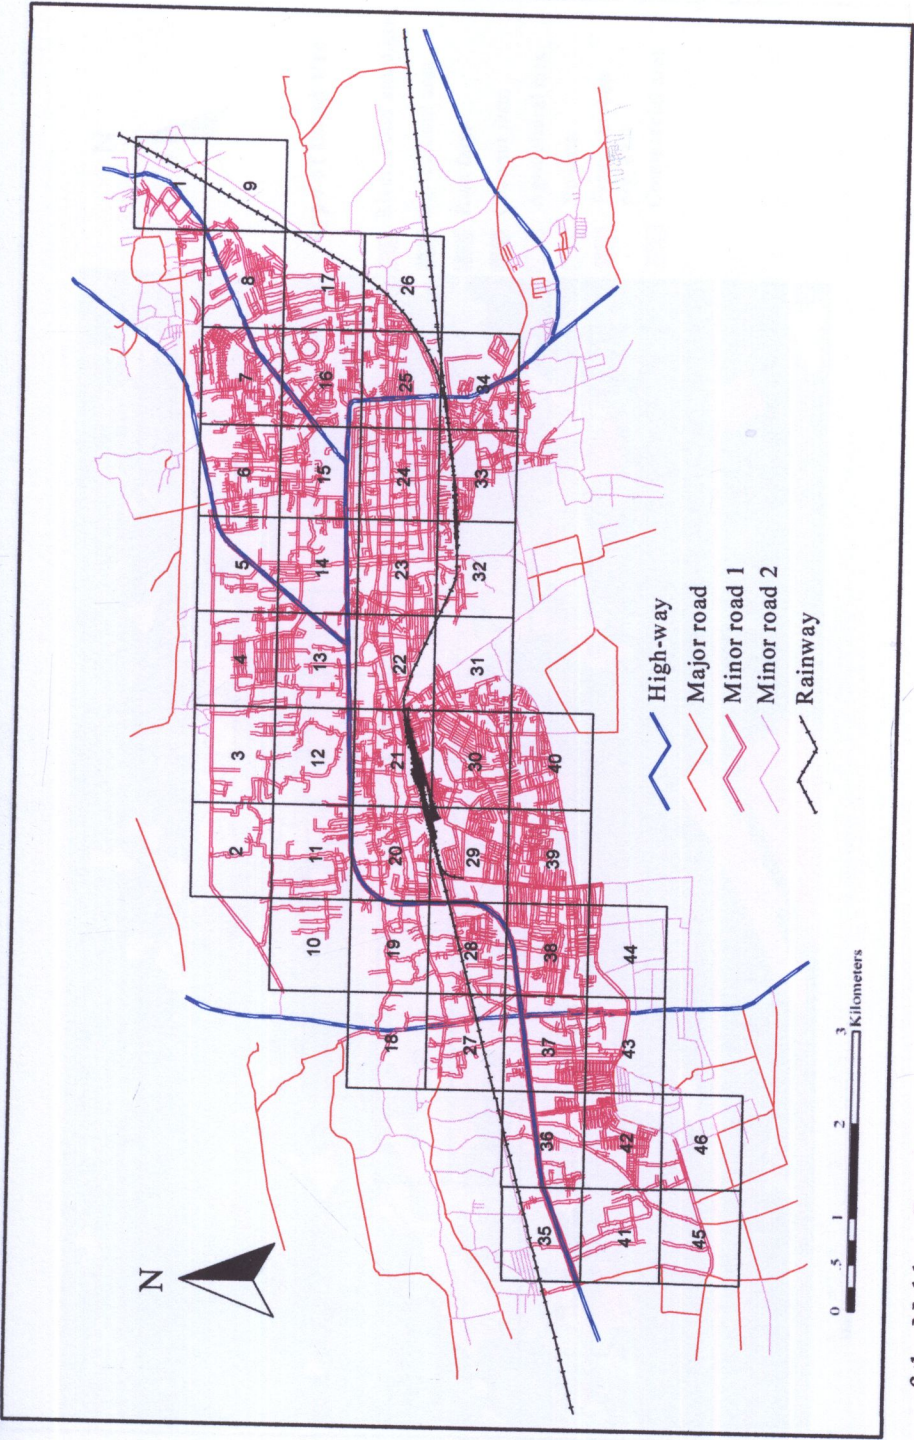 N
1
2 3 4 5 6 7 8 9
10 11 12 13 14 15 16 17
18 19 20 21 22 23 24 25 26
27 28 29 30 31 32 33 34
35 36 37 38 39 40
41 42 43 44
45 46
High-way
Major road
Minor road 1
Minor road 2
Rainway
0 .5 1 2 3
Kilometers